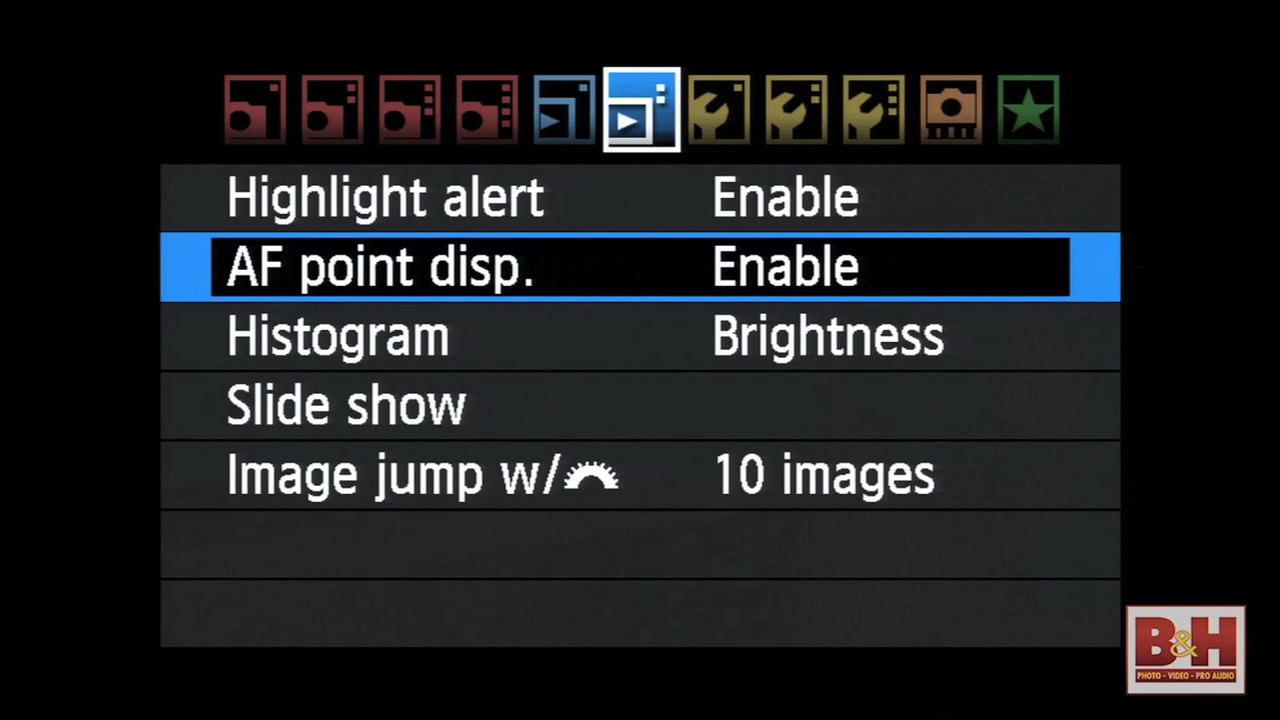 Highlight alert Enable
AF point disp. Enable
Histogram Brightness
Slide show
Image jump w/ 10 images
B&H
PHOTO - VIDEO - PRO AUDIO